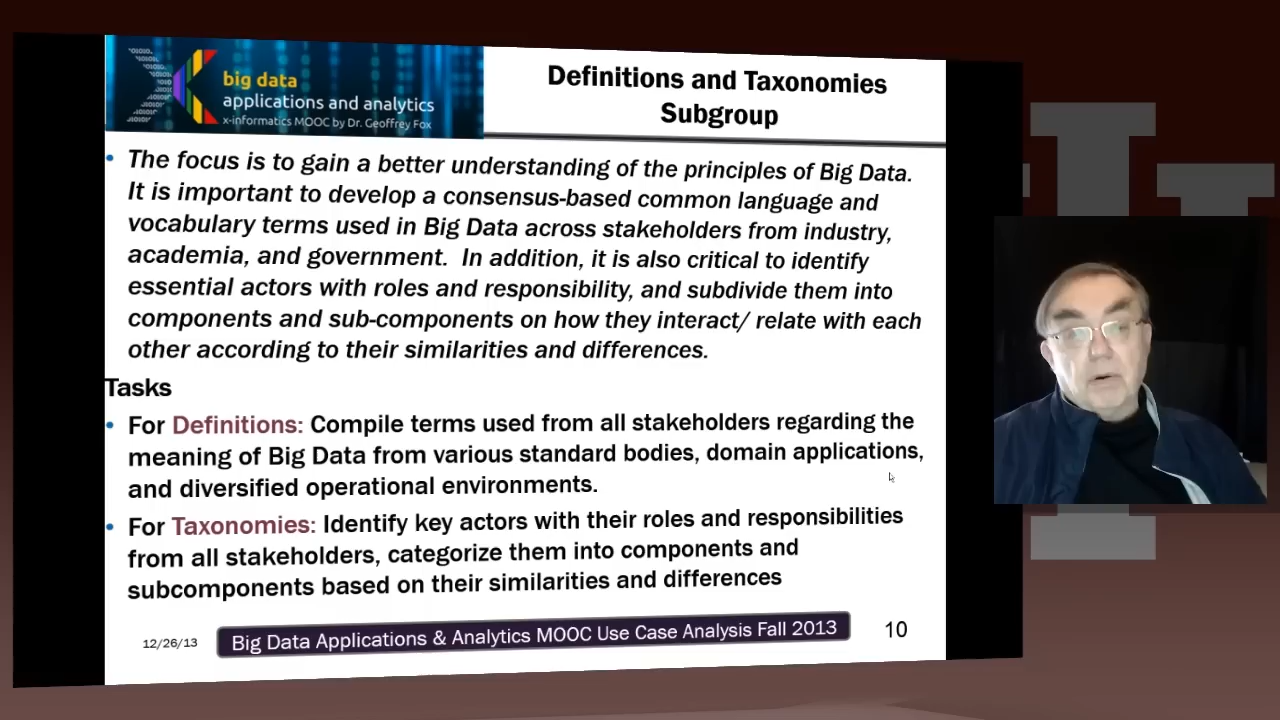 big data
applications and analytics
x-informatics MOOC by Dr. Geoffrey Fox
Definitions and Taxonomies
Subgroup
• The focus is to gain a better understanding of the principles of Big Data.
It is important to develop a consensus-based common language and
vocabulary terms used in Big Data across stakeholders from industry,
academia, and government.  In addition, it is also critical to identify
essential actors with roles and responsibility, and subdivide them into
components and sub-components on how they interact/ relate with each
other according to their similarities and differences.
Tasks
• For Definitions: Compile terms used from all stakeholders regarding the
meaning of Big Data from various standard bodies, domain applications,
and diversified operational environments.
• For Taxonomies: Identify key actors with their roles and responsibilities
from all stakeholders, categorize them into components and
subcomponents based on their similarities and differences
12/26/13
Big Data Applications & Analytics MOOC Use Case Analysis Fall 2013
10